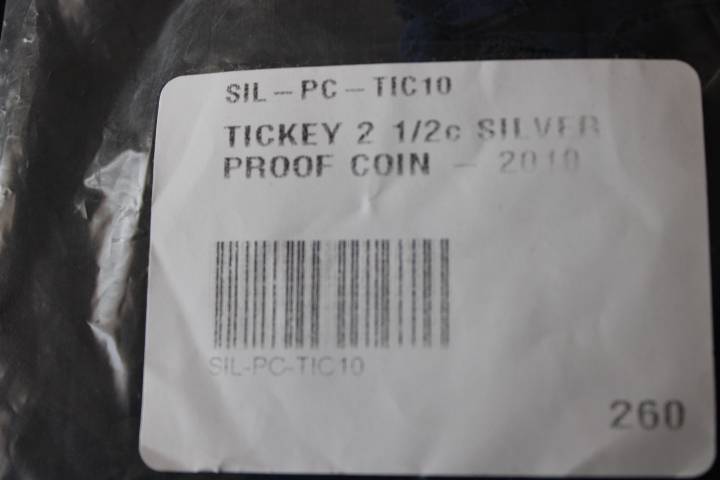 SIL-PC-TIC10
TICKEY 2 1/2c SILVER
PROOF COIN - 2010
SIL-PC-TIC10
260